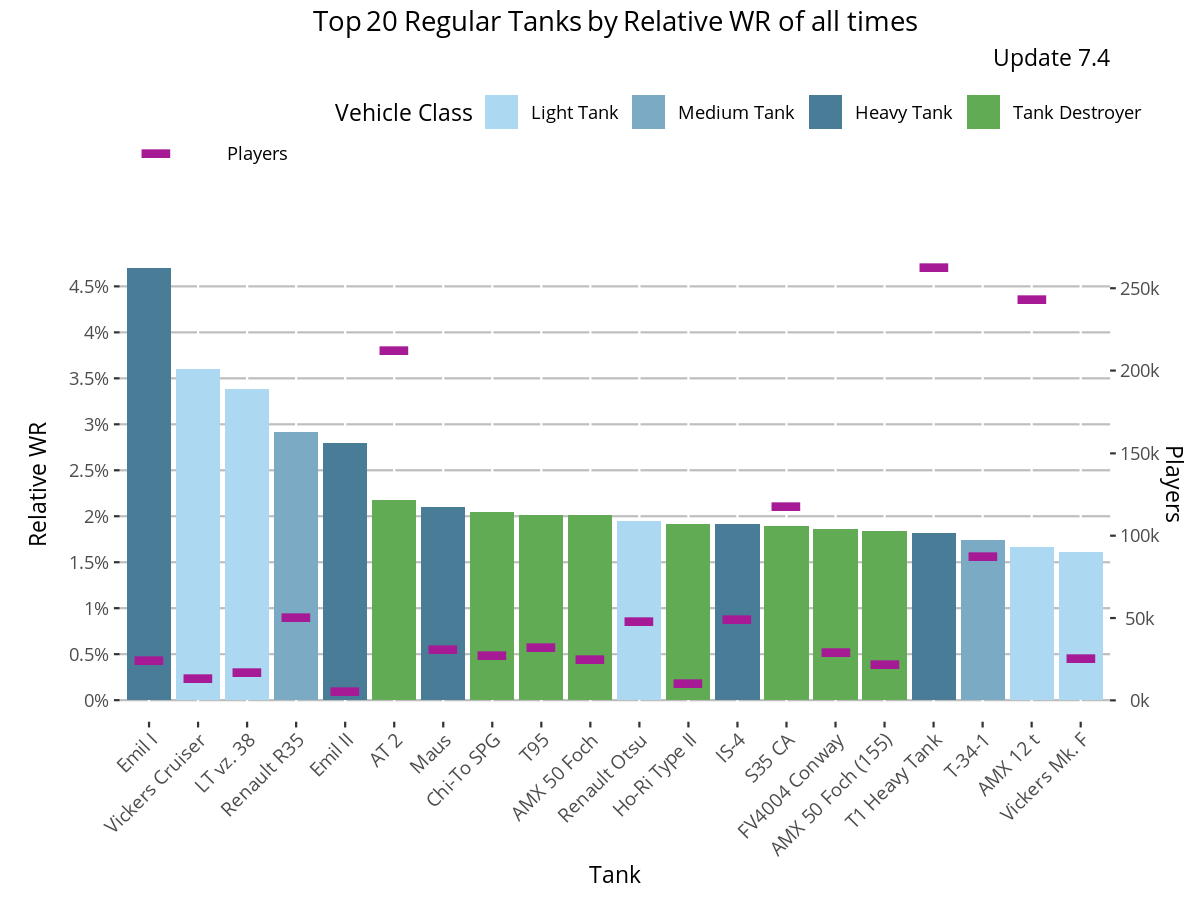 Top 20 Regular Tanks by Relative WR of all times
Update 7.4
Vehicle Class Light Tank Medium Tank Heavy Tank Tank Destroyer
Players
4.5%
4%
3.5%
3%
2.5%
2%
1.5%
1%
0.5%
0%
Relative WR
250k
200k
150k
100k
50k
0k
Players
Emil I
Vickers Cruiser
LT vz. 38
Renault R35
Emil II
AT 2
Maus
Chi-To SPG
T95
AMX 50 Foch
Renault Otsu
Ho-Ri Type II
IS-4
S35 CA
FV4004 Conway
AMX 50 Foch (155)
T1 Heavy Tank
T-34-1
AMX 12 t
Vickers Mk. F
Tank